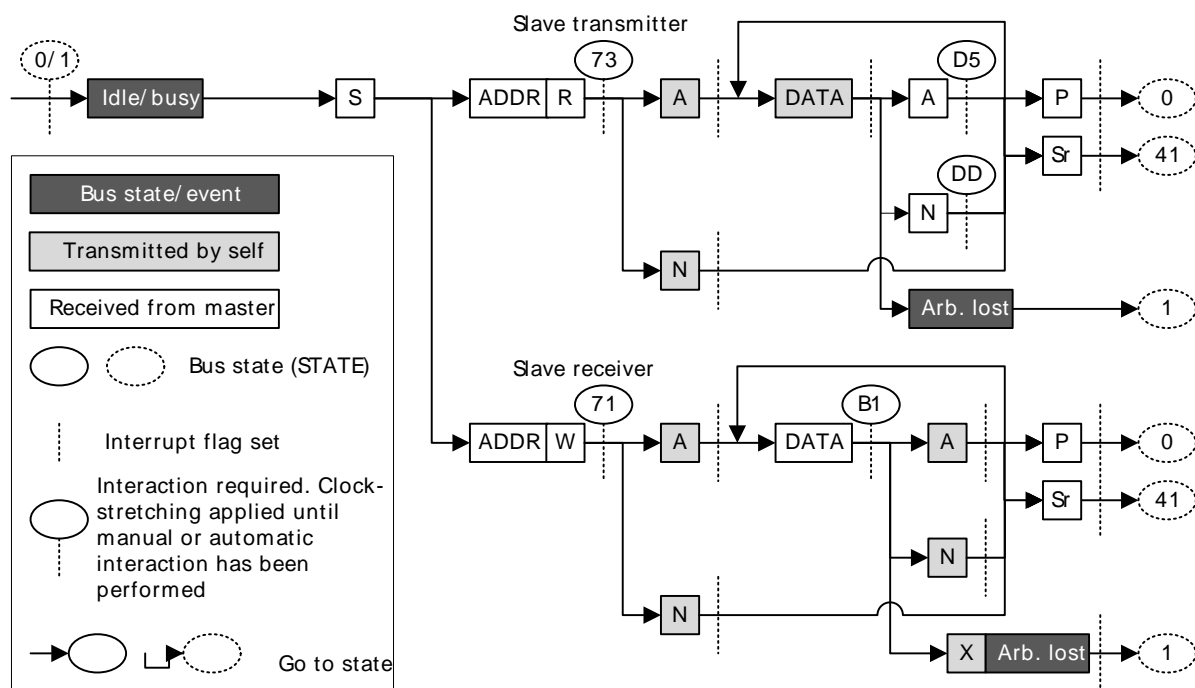 Slave transmitter
0/1
73
D5
Idle/busy
S
ADDR R
A
DATA
A
P
0
Sr
41
DD
N
N
Arb. lost
1
Bus state/event
Transmitted by self
Received from master
Bus state (STATE)
Interrupt flag set
Interaction required. Clock-
stretching applied until
manual or automatic
interaction has been
performed
Go to state
Slave receiver
71
B1
ADDR W
A
DATA
A
P
0
Sr
41
N
N
X Arb. lost
1